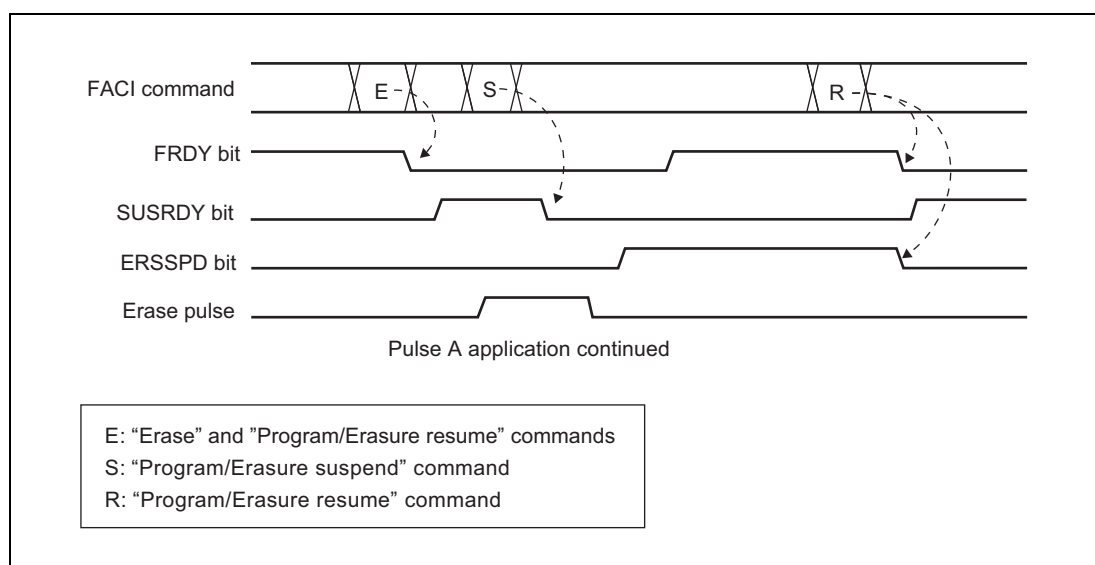 FACI command
E
S
R
FRDY bit
SUSRDY bit
ERSSPD bit
Erase pulse
Pulse A application continued
E: “Erase” and ”Program/Erasure resume” commands
S: “Program/Erasure suspend” command
R: “Program/Erasure resume” command